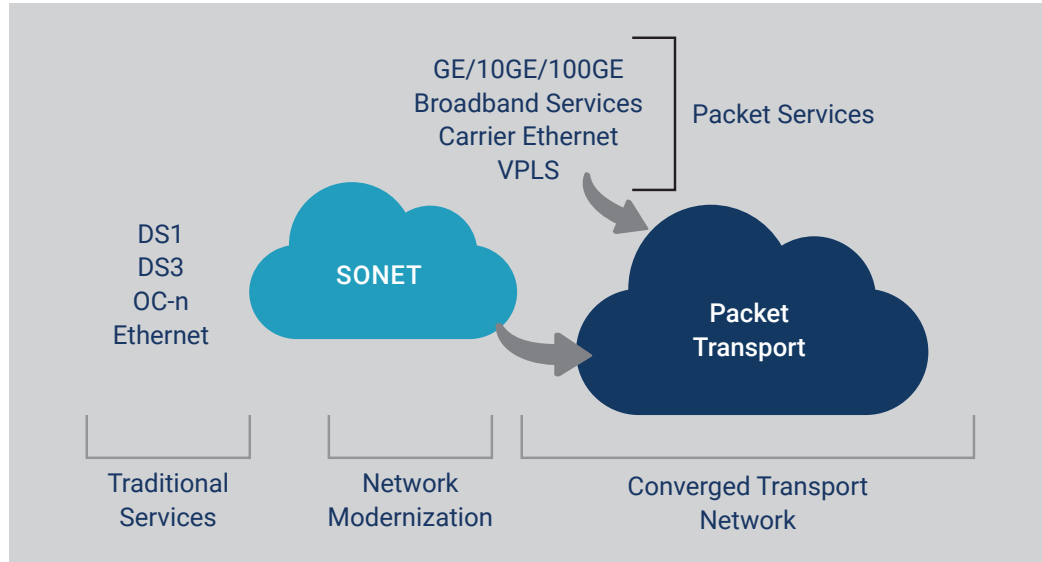 GE/10GE/100GE
Broadband Services
Carrier Ethernet
VPLS
Packet Services
DS1
DS3
OC-n
Ethernet
SONET
Packet
Transport
Traditional
Services
Network
Modernization
Converged Transport
Network